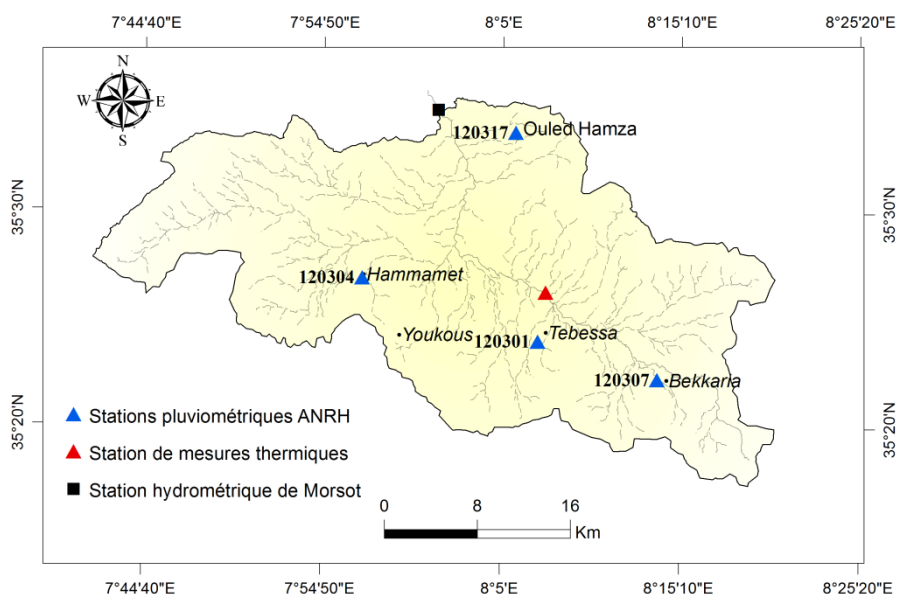 7°44'40"E 7°54'50"E 8°5'E 8°15'10"E 8°25'20"E
N
W E
S
120317 Ouled Hamza
35°30'N 35°30'N
120304 Hammamet
Youkous 120301 Tebessa
120307 Bekkaria
35°20'N 35°20'N
Stations pluviométriques ANRH
Station de mesures thermiques
Station hydrométrique de Morsot
0 8 16
Km
7°44'40"E 7°54'50"E 8°5'E 8°15'10"E 8°25'20"E